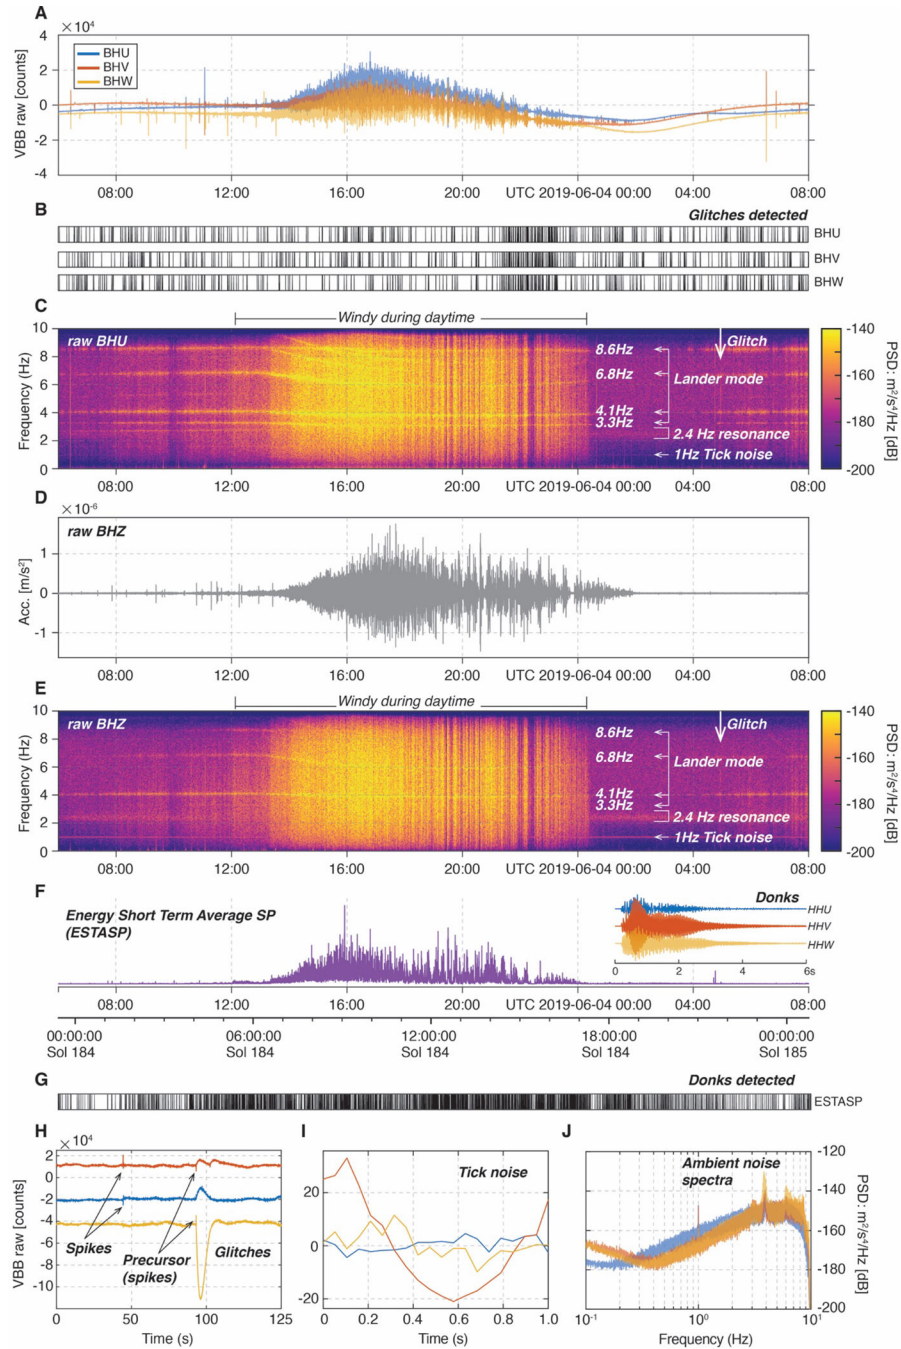 A
×10⁴
4
2
0
-2
-4
VBB raw [counts]
BHU
BHV
BHW
08:00 12:00 16:00 20:00 UTC 2019-06-04 00:00 04:00 08:00
B
Glitches detected
BHU
BHV
BHW
C
Windy during daytime
10
8
6
4
2
0
Frequency (Hz)
raw BHU
Glitch
8.6Hz
6.8Hz
Lander mode
4.1Hz
3.3Hz
2.4 Hz resonance
1Hz Tick noise
-140
-160
-180
-200
PSD: m²/s⁴/Hz [dB]
08:00 12:00 16:00 20:00 UTC 2019-06-04 00:00 04:00 08:00
D
×10⁻⁶
raw BHZ
1
0
-1
Acc. [m/s²]
08:00 12:00 16:00 20:00 UTC 2019-06-04 00:00 04:00 08:00
E
Windy during daytime
10
8
6
4
2
0
Frequency (Hz)
raw BHZ
Glitch
8.6Hz
6.8Hz
Lander mode
4.1Hz
3.3Hz
2.4 Hz resonance
1Hz Tick noise
-140
-160
-180
-200
PSD: m²/s⁴/Hz [dB]
08:00 12:00 16:00 20:00 UTC 2019-06-04 00:00 04:00 08:00
F
Energy Short Term Average SP
(ESTASP)
Donks
HHU
HHV
HHW
0 2 4 6s
08:00 12:00 16:00 20:00 UTC 2019-06-04 00:00 04:00 08:00
00:00:00 06:00:00 12:00:00 18:00:00 00:00:00
Sol 184 Sol 184 Sol 184 Sol 184 Sol 185
G
Donks detected
ESTASP
H
×10⁴
2
0
-2
-4
-6
-8
-10
VBB raw [counts]
Spikes
Precursor
(spikes)
Glitches
0 50 100 125
Time (s)
I
Tick noise
20
0
-20
0 0.2 0.4 0.6 0.8 1.0
Time (s)
J
Ambient noise
spectra
-120
-140
-160
-180
-200
PSD: m²/s⁴/Hz [dB]
10⁻¹ 10⁰ 10¹
Frequency (Hz)